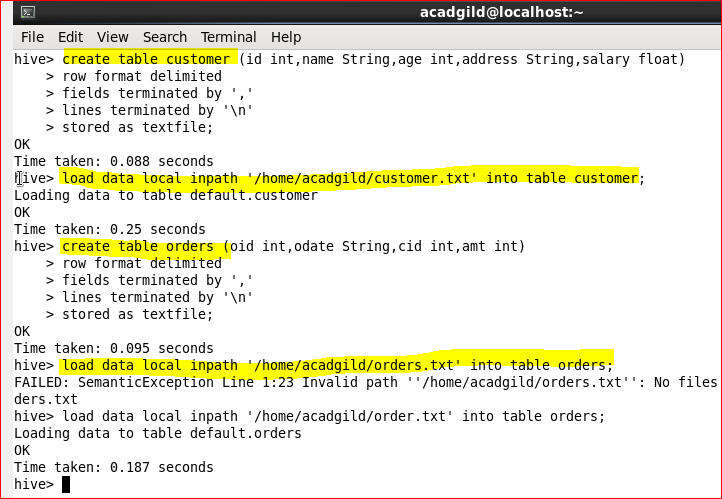 acadgild@localhost:~
File Edit View Search Terminal Help
hive> create table customer (id int,name String,age int,address String,salary float)
    > row format delimited
    > fields terminated by ','
    > lines terminated by '\n'
    > stored as textfile;
OK
Time taken: 0.088 seconds
hive> load data local inpath '/home/acadgild/customer.txt' into table customer;
Loading data to table default.customer
OK
Time taken: 0.25 seconds
hive> create table orders (oid int,odate String,cid int,amt int)
    > row format delimited
    > fields terminated by ','
    > lines terminated by '\n'
    > stored as textfile;
OK
Time taken: 0.095 seconds
hive> load data local inpath '/home/acadgild/orders.txt' into table orders;
FAILED: SemanticException Line 1:23 Invalid path ''/home/acadgild/orders.txt'': No files
ders.txt
hive> load data local inpath '/home/acadgild/order.txt' into table orders;
Loading data to table default.orders
OK
Time taken: 0.187 seconds
hive>